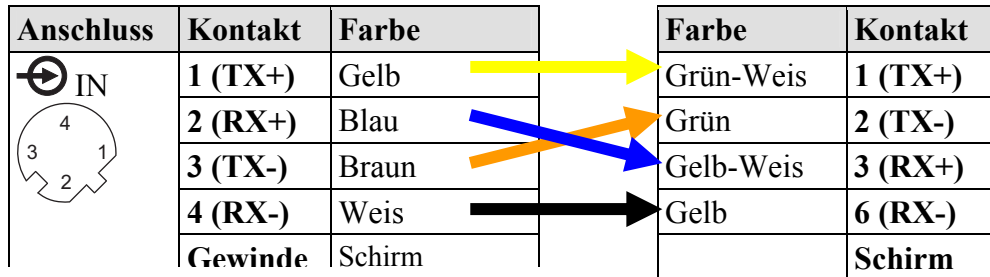 Anschluss Kontakt Farbe Farbe Kontakt
IN 1 (TX+) Gelb Grün-Weis 1 (TX+)
4
2 (RX+) Blau Grün 2 (TX-)
3 1
3 (TX-) Braun Gelb-Weis 3 (RX+)
2
4 (RX-) Weis Gelb 6 (RX-)
Gewinde Schirm Schirm